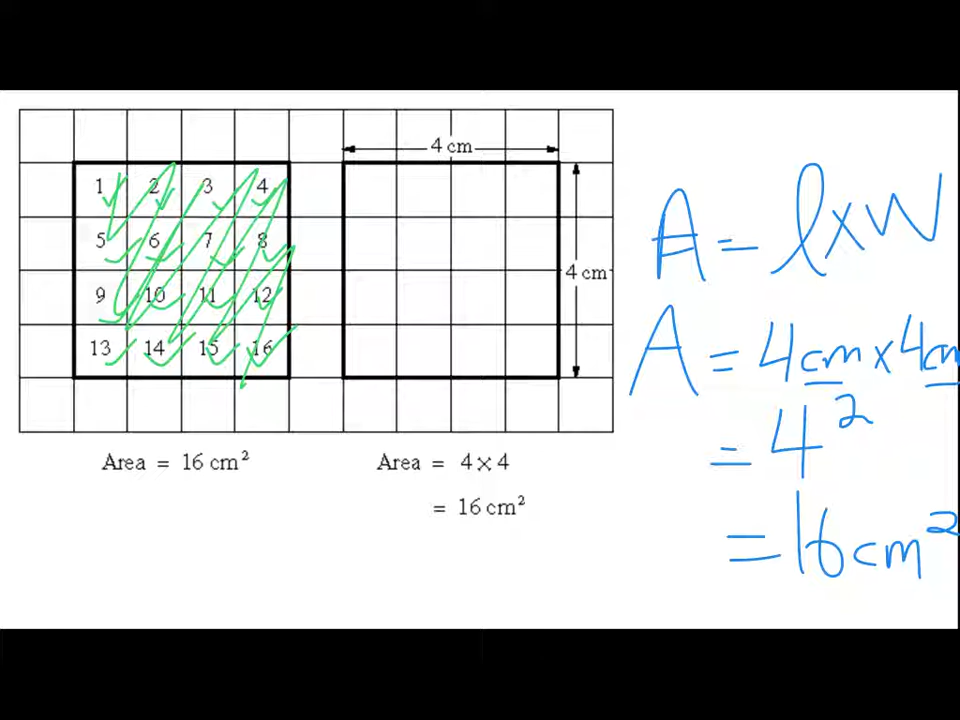 1 2 3 4
5 6 7 8
9 10 11 12
13 14 15 16
Area = 16 cm²
4 cm
4 cm
Area = 4 × 4
= 16 cm²
A = l x W
A = 4cm x 4cm
= 4²
= 16cm²